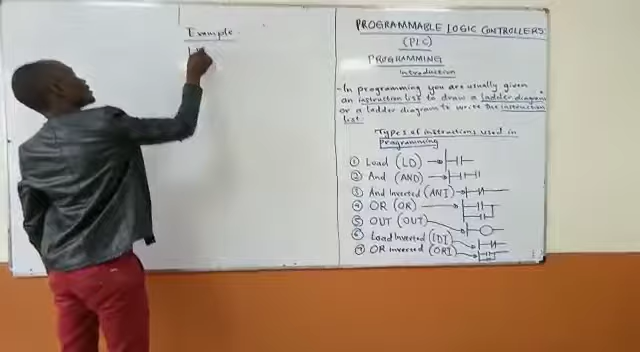 Example.
PROGRAMMABLE LOGIC CONTROLLERS
(PLC)
PROGRAMMING
Introduction
- In programming you are usually given
an instruction list to draw a ladder diagram
or a ladder diagram to write the instruction
list.
Types of instructions used in
programming
① Load (LD)
② And (AND)
③ And Inverted (ANI)
④ OR (OR)
⑤ OUT (OUT)
⑥ Load Inverted (LDI)
⑦ OR inverted (ORI)